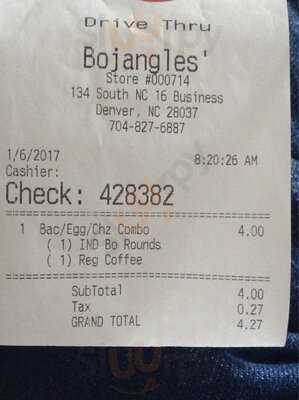 Drive Thru
Bojangles'
Store #000714
134 South NC 16 Business
Denver, NC 28037
704-827-6887
1/6/2017 8:20:26 AM
Cashier:
Check: 428382
1 Bac/Egg/Chz Combo 4.00
( 1) IND Bo Rounds
( 1) Reg Coffee
SubTotal 4.00
Tax 0.27
GRAND TOTAL 4.27